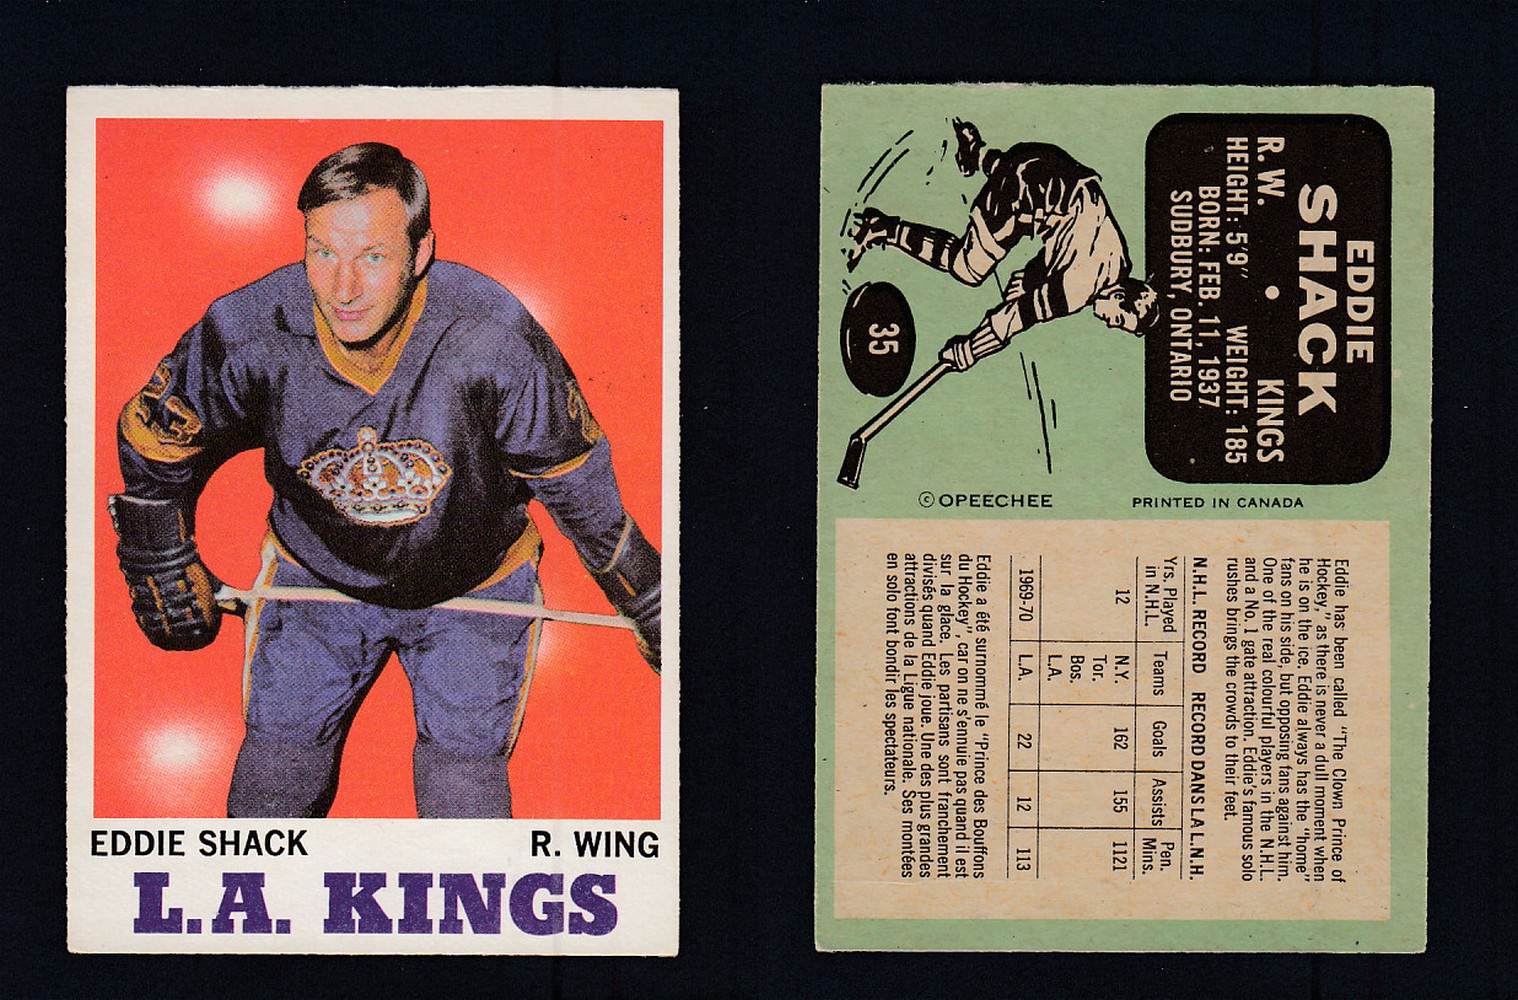 EDDIE SHACK
R. WING
L.A. KINGS
EDDIE
SHACK
R. W. • KINGS
HEIGHT: 5'9" WEIGHT: 185
BORN: FEB. 11, 1937
SUDBURY, ONTARIO
35
© OPEECHEE
PRINTED IN CANADA
Eddie has been called "The Clown Prince of
Hockey," as there is never a dull moment when
he is on the ice. Eddie always has the "home"
fans on his side, but opposing fans against him.
One of the real colourful players in the N.H.L.
and a No. 1 gate attraction. Eddie's famous solo
rushes brings the crowds to their feet.
N.H.L. RECORD RECORD DANS LA L.N.H.
Yrs. Played
in N.H.L. Teams Goals Assists Pen.
Mins.
12 N.Y. 162 155 1121
Tor.
Bos.
L.A.
1969-70 L.A. 22 12 113
Eddie a été surnommé le "Prince des Bouffons
du Hockey", car on ne s'ennuie pas quand il est
sur la glace. Les partisans sont franchement
divisés quand Eddie joue. Une des plus grandes
attractions de la Ligue nationale. Ses montées
en solo font bondir les spectateurs.